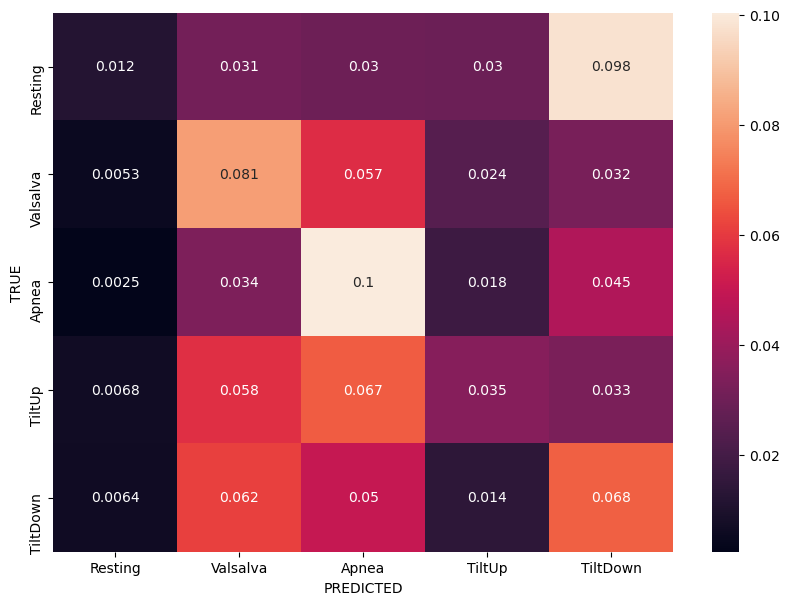 TRUE
Resting
0.012 0.031 0.03 0.03 0.098
Valsalva
0.0053 0.081 0.057 0.024 0.032
Apnea
0.0025 0.034 0.1 0.018 0.045
TiltUp
0.0068 0.058 0.067 0.035 0.033
TiltDown
0.0064 0.062 0.05 0.014 0.068
Resting Valsalva Apnea TiltUp TiltDown
PREDICTED
0.10
0.08
0.06
0.04
0.02